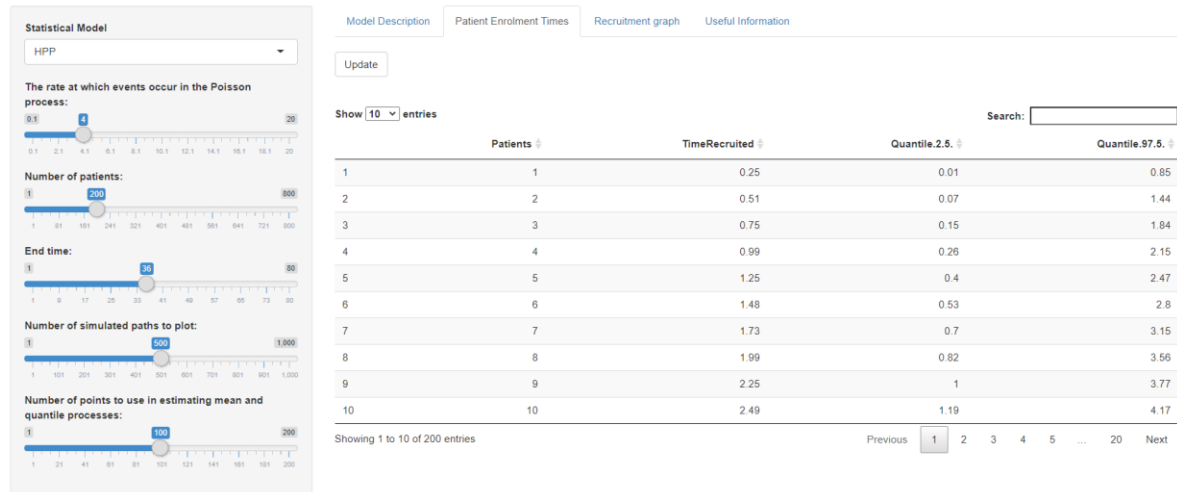 Statistical Model
HPP
The rate at which events occur in the Poisson
process:
0.1 4 20
0.1 2.1 4.1 6.1 8.1 10.1 12.1 14.1 16.1 18.1 20
Number of patients:
1 200 800
1 81 161 241 321 401 481 561 641 721 800
End time:
1 36 80
1 9 17 25 33 41 49 57 65 73 80
Number of simulated paths to plot:
1 500 1,000
1 101 201 301 401 501 601 701 801 901 1,000
Number of points to use in estimating mean and
quantile processes:
1 100 200
1 21 41 61 81 101 121 141 161 181 200
Model Description Patient Enrolment Times Recruitment graph Useful Information
Update
Show 10 entries Search:
Patients TimeRecruited Quantile.2.5. Quantile.97.5.
1 1 0.25 0.01 0.85
2 2 0.51 0.07 1.44
3 3 0.75 0.15 1.84
4 4 0.99 0.26 2.15
5 5 1.25 0.4 2.47
6 6 1.48 0.53 2.8
7 7 1.73 0.7 3.15
8 8 1.99 0.82 3.56
9 9 2.25 1 3.77
10 10 2.49 1.19 4.17
Showing 1 to 10 of 200 entries Previous 1 2 3 4 5 ... 20 Next